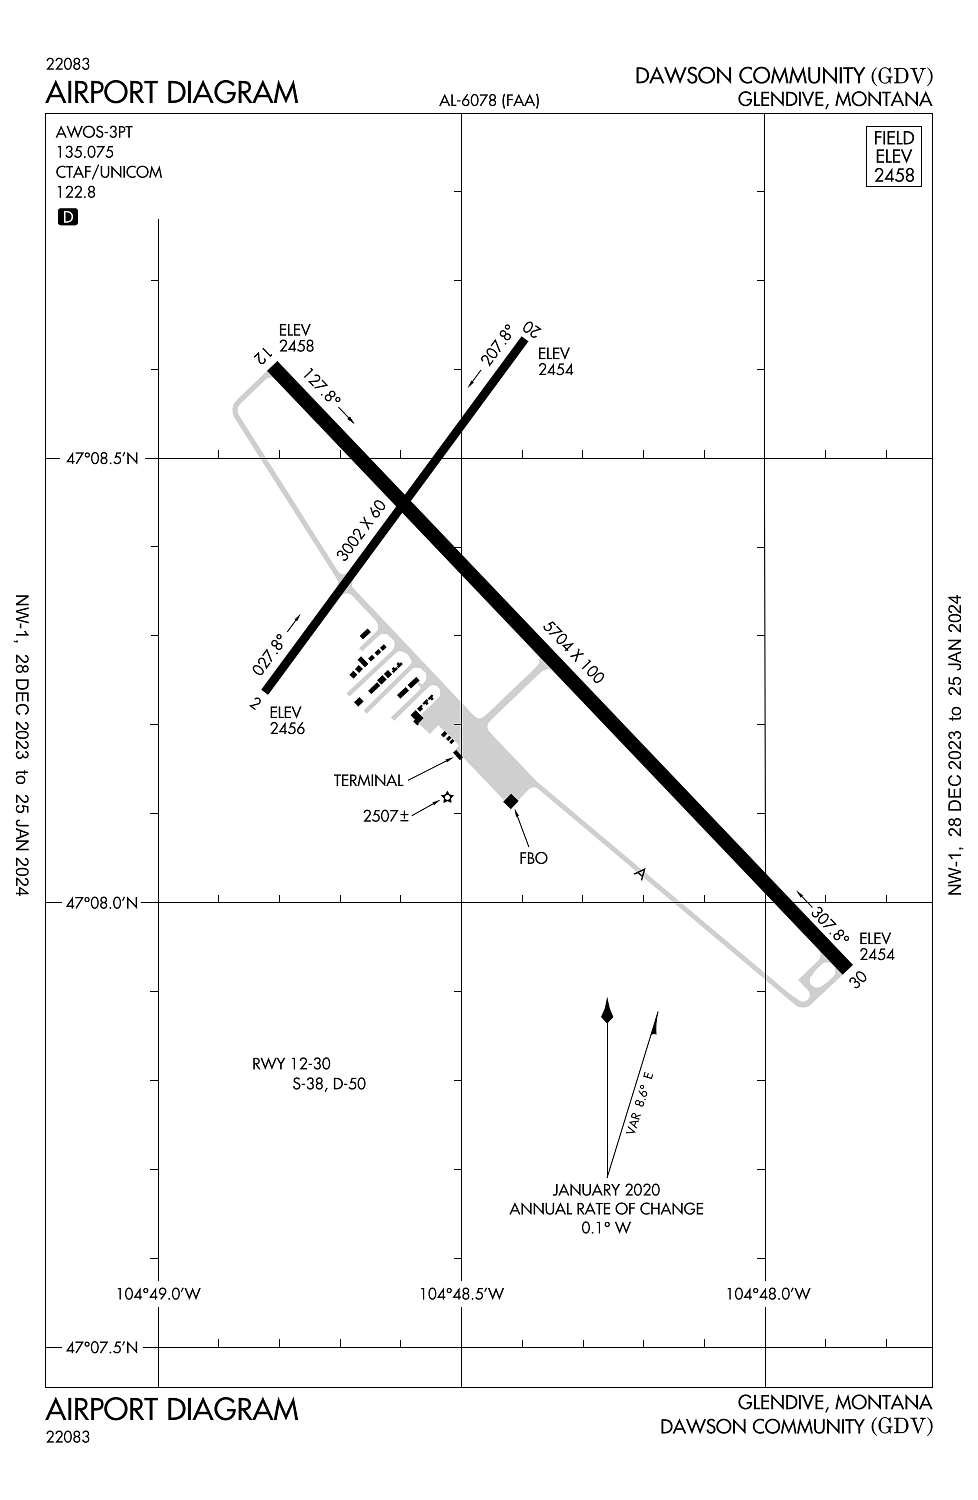 22083
AIRPORT DIAGRAM
AL-6078 (FAA)
DAWSON COMMUNITY (GDV)
GLENDIVE, MONTANA
AWOS-3PT
135.075
CTAF/UNICOM
122.8
D
FIELD
ELEV
2458
12
ELEV
2458
127.8°
20
207.8°
ELEV
2454
47°08.5'N
3002 X 60
027.8°
2
ELEV
2456
5704 X 100
TERMINAL
2507±
FBO
A
47°08.0'N
307.8°
ELEV
2454
30
RWY 12-30
S-38, D-50
VAR 8.6° E
JANUARY 2020
ANNUAL RATE OF CHANGE
0.1° W
104°49.0'W
104°48.5'W
104°48.0'W
47°07.5'N
NW-1, 28 DEC 2023 to 25 JAN 2024
NW-1, 28 DEC 2023 to 25 JAN 2024
AIRPORT DIAGRAM
22083
GLENDIVE, MONTANA
DAWSON COMMUNITY (GDV)